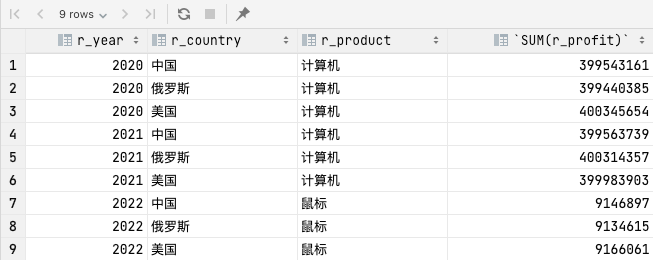 9 rows
r_year r_country r_product `SUM(r_profit)`
1 2020 中国 计算机 399543161
2 2020 俄罗斯 计算机 399440385
3 2020 美国 计算机 400345654
4 2021 中国 计算机 399563739
5 2021 俄罗斯 计算机 400314357
6 2021 美国 计算机 399983903
7 2022 中国 鼠标 9146897
8 2022 俄罗斯 鼠标 9134615
9 2022 美国 鼠标 9166061